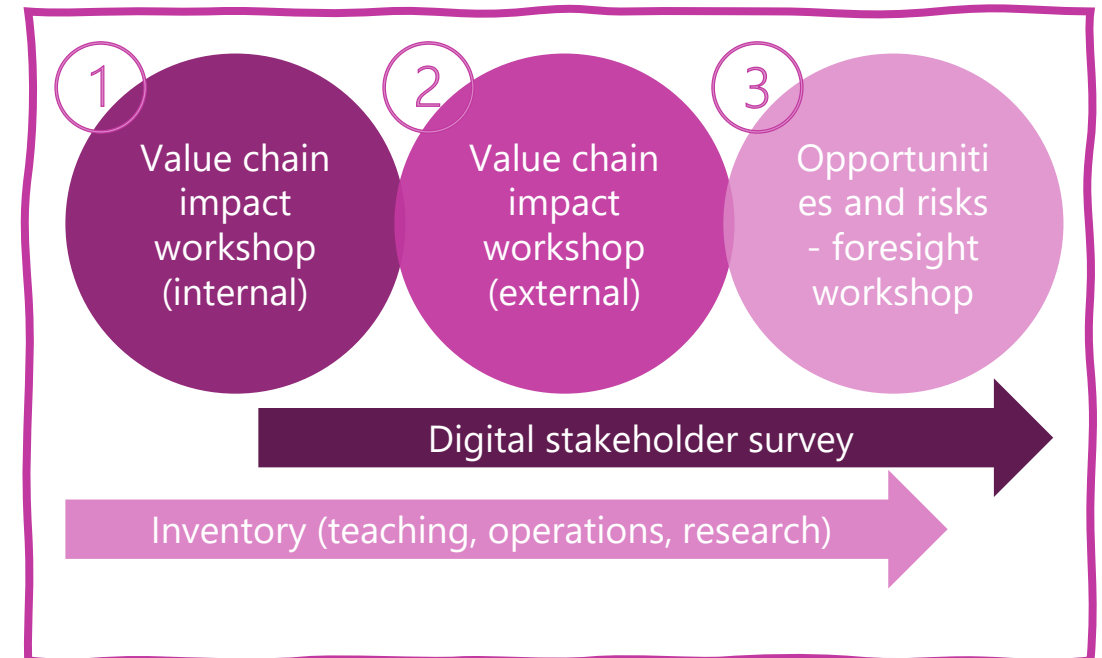 1
Value chain
impact
workshop
(internal)
2
Value chain
impact
workshop
(external)
3
Opportuniti
es and risks
- foresight
workshop
Digital stakeholder survey
Inventory (teaching, operations, research)